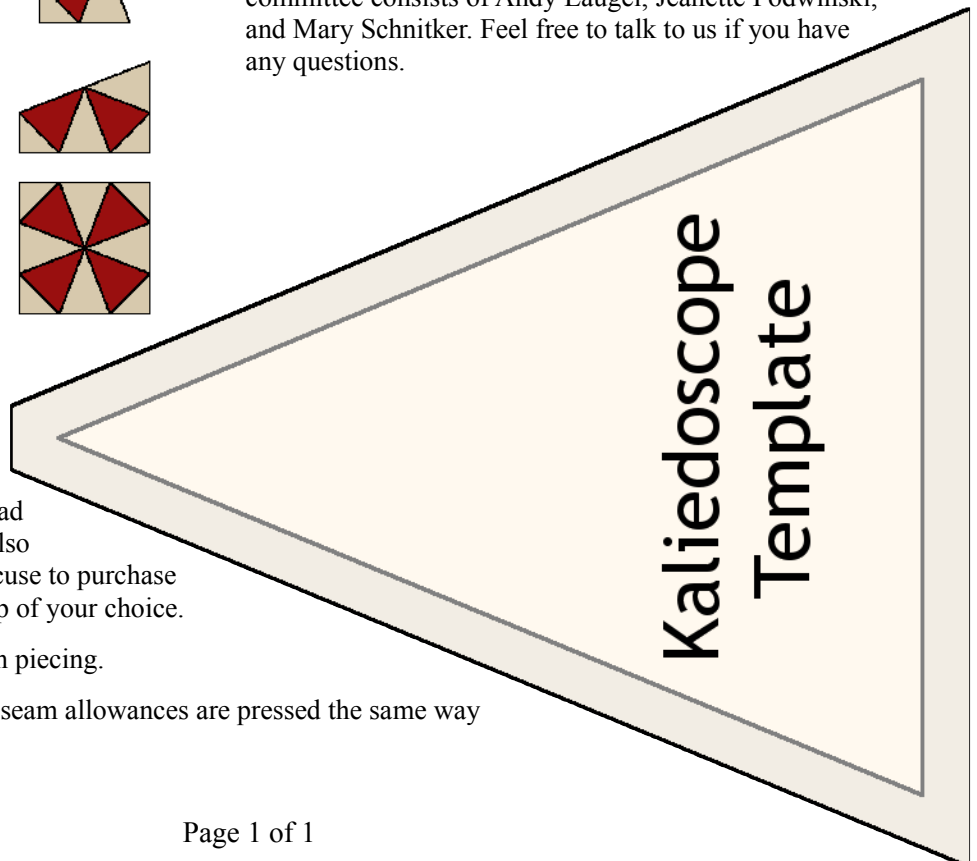 committee consists of Andy Lauger, Jeanette Podwinski,
and Mary Schnitker. Feel free to talk to us if you have
any questions.
Kaliedoscope
Template
ad
lso
cuse to purchase
p of your choice.
n piecing.
seam allowances are pressed the same way
Page 1 of 1